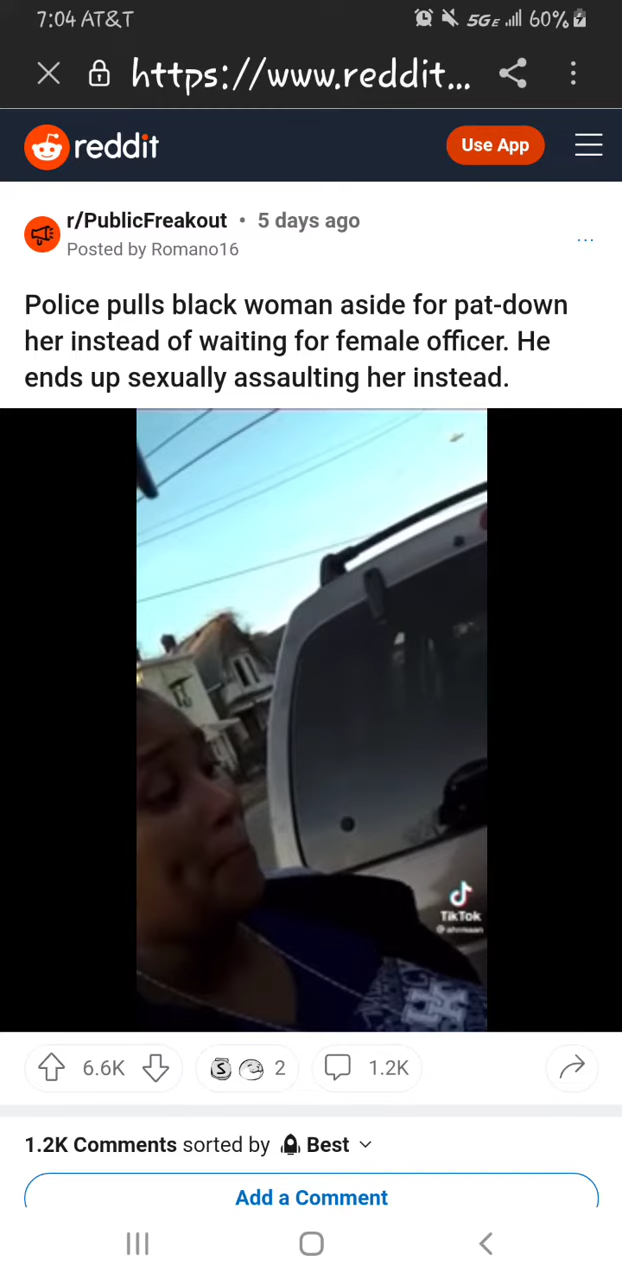 7:04 AT&T 5GE 60%
https://www.reddit...
reddit Use App
r/PublicFreakout • 5 days ago
Posted by Romano16
Police pulls black woman aside for pat-down
her instead of waiting for female officer. He
ends up sexually assaulting her instead.
TikTok
UK
6.6K 2 1.2K
1.2K Comments sorted by Best
Add a Comment